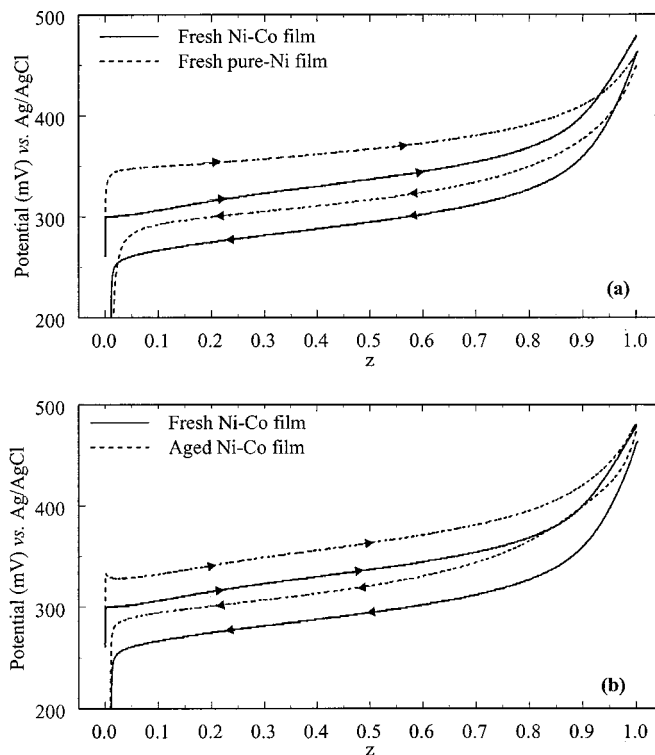 500
Fresh Ni-Co film
Fresh pure-Ni film
400
300
200
Potential (mV) vs. Ag/AgCl
(a)
0.0 0.1 0.2 0.3 0.4 0.5 0.6 0.7 0.8 0.9 1.0
z
500
Fresh Ni-Co film
Aged Ni-Co film
400
300
200
Potential (mV) vs. Ag/AgCl
(b)
0.0 0.1 0.2 0.3 0.4 0.5 0.6 0.7 0.8 0.9 1.0
z